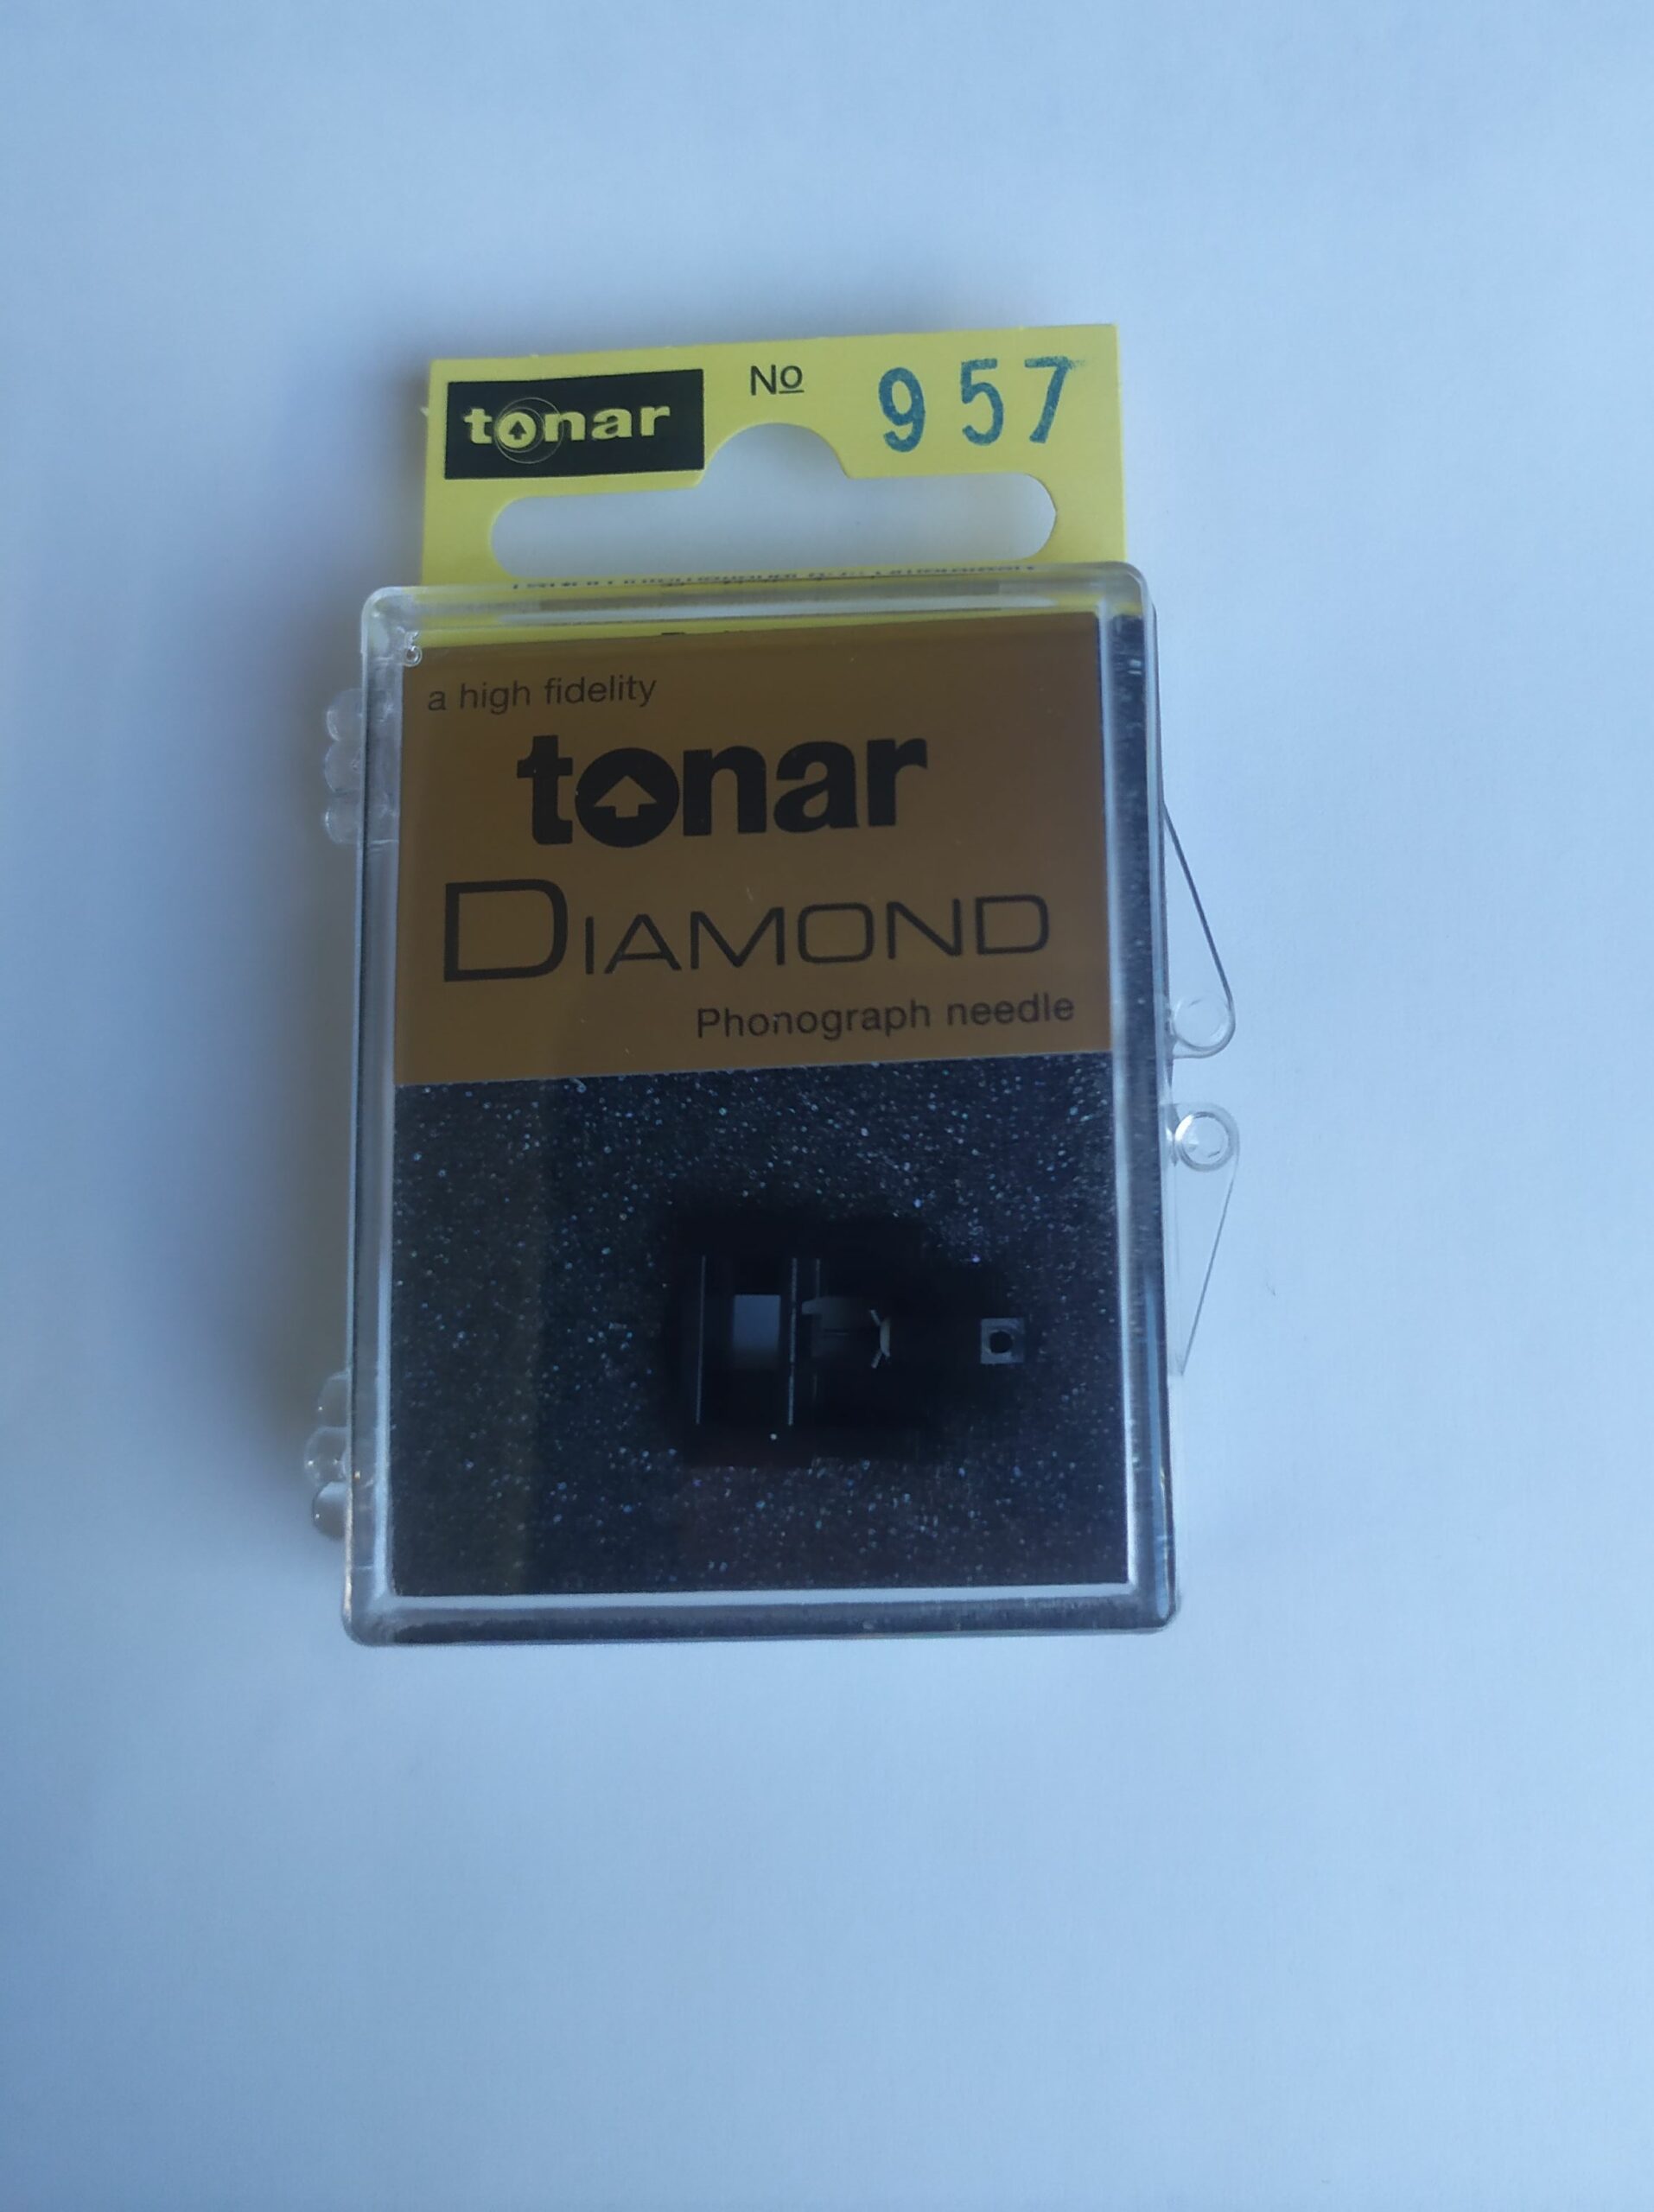 tonar
No 957
a high fidelity
tonar
DIAMOND
Phonograph needle